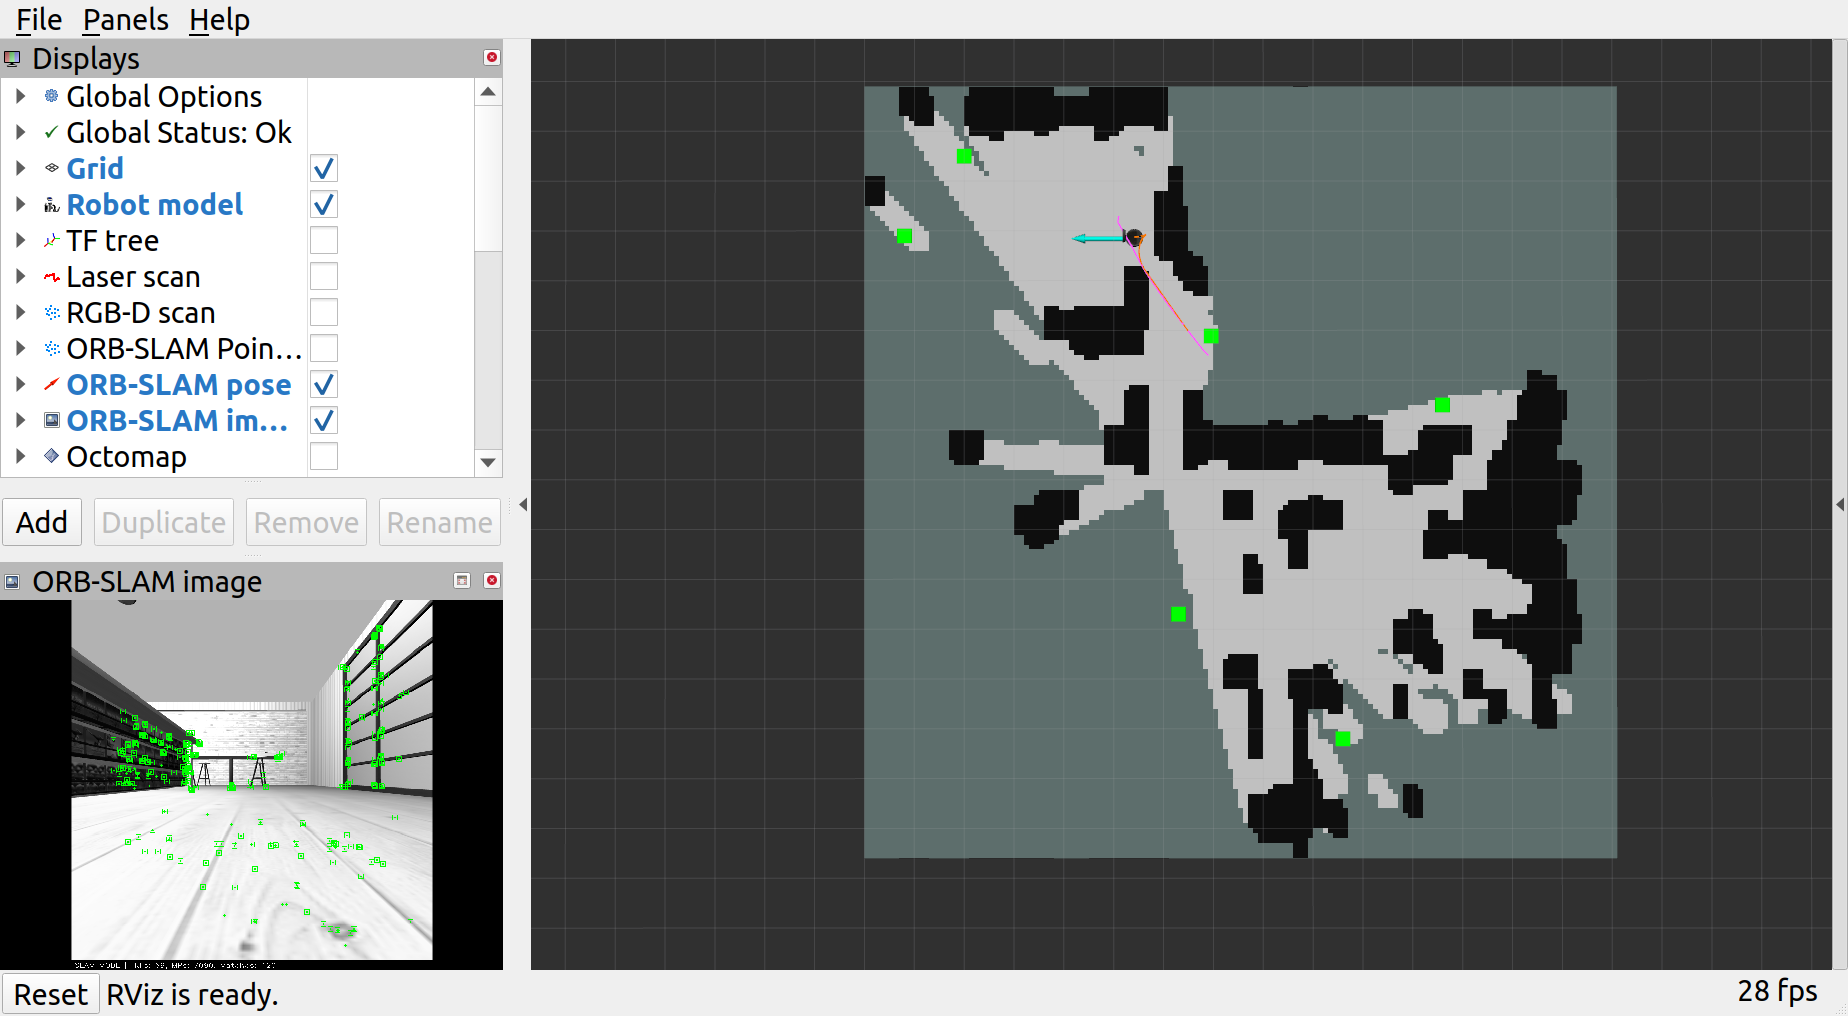 File Panels Help
Displays
Global Options
Global Status: Ok
Grid
Robot model
TF tree
Laser scan
RGB-D scan
ORB-SLAM Poin...
ORB-SLAM pose
ORB-SLAM im...
Octomap
Add Duplicate Remove Rename
ORB-SLAM image
SLAM MODE |
Reset RViz is ready. 28 fps